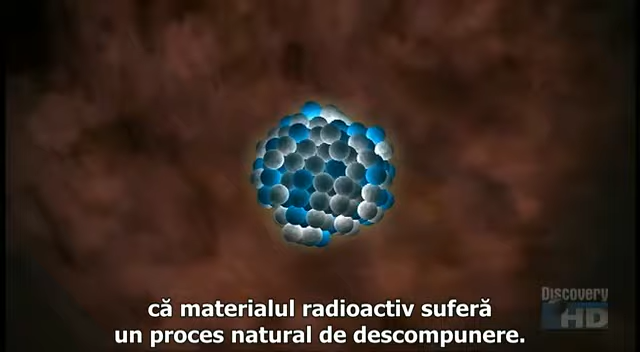 că materialul radioactiv suferă
un proces natural de descompunere.
Discovery
HD